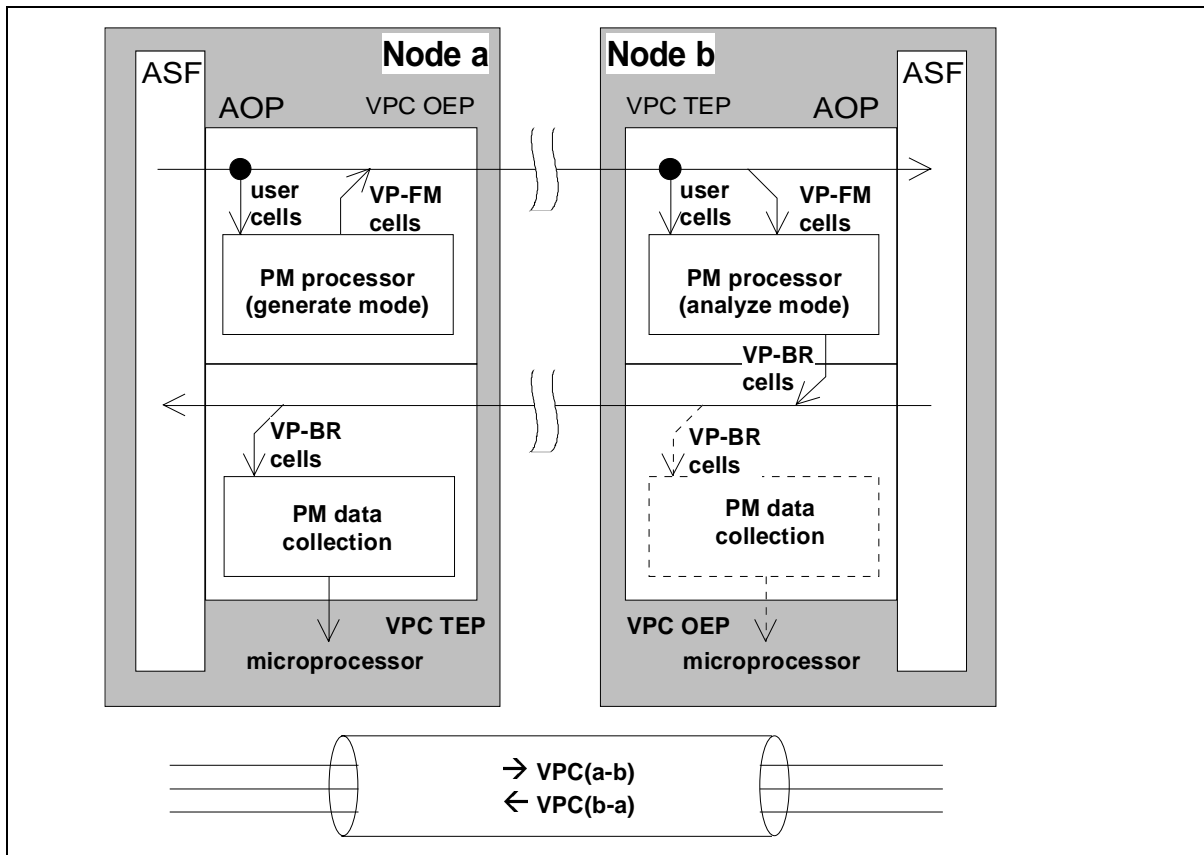 Node a
Node b
ASF
ASF
AOP
VPC OEP
VPC TEP
AOP
user
cells
VP-FM
cells
user
cells
VP-FM
cells
PM processor
(generate mode)
PM processor
(analyze mode)
VP-BR
cells
VP-BR
cells
VP-BR
cells
PM data
collection
PM data
collection
VPC TEP
VPC OEP
microprocessor
microprocessor
→ VPC(a-b)
← VPC(b-a)